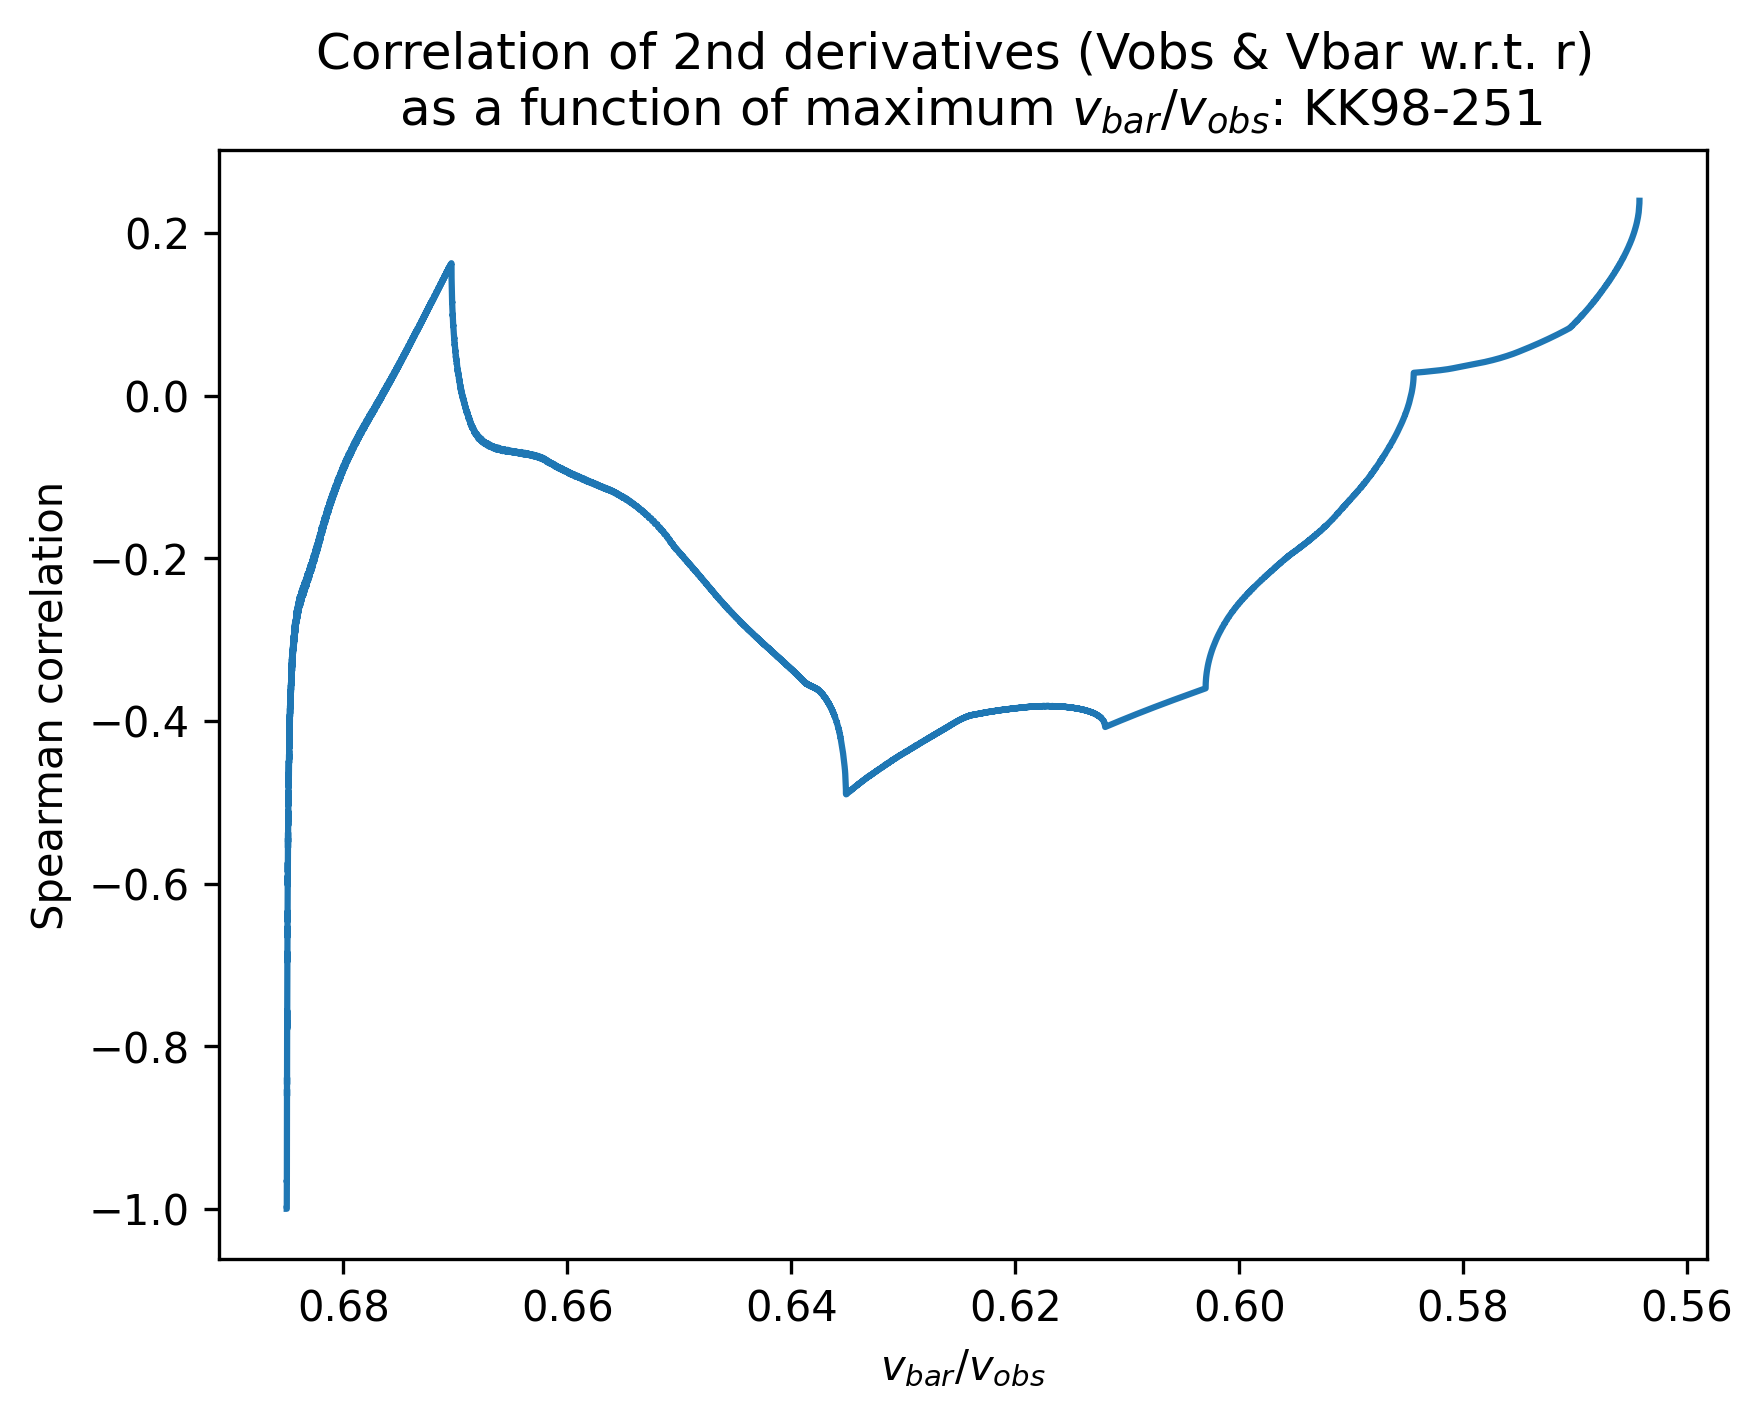 Correlation of 2nd derivatives (Vobs & Vbar w.r.t. r)
as a function of maximum v_bar/v_obs: KK98-251
Spearman correlation
0.2
0.0
−0.2
−0.4
−0.6
−0.8
−1.0
0.68 0.66 0.64 0.62 0.60 0.58 0.56
v_bar/v_obs